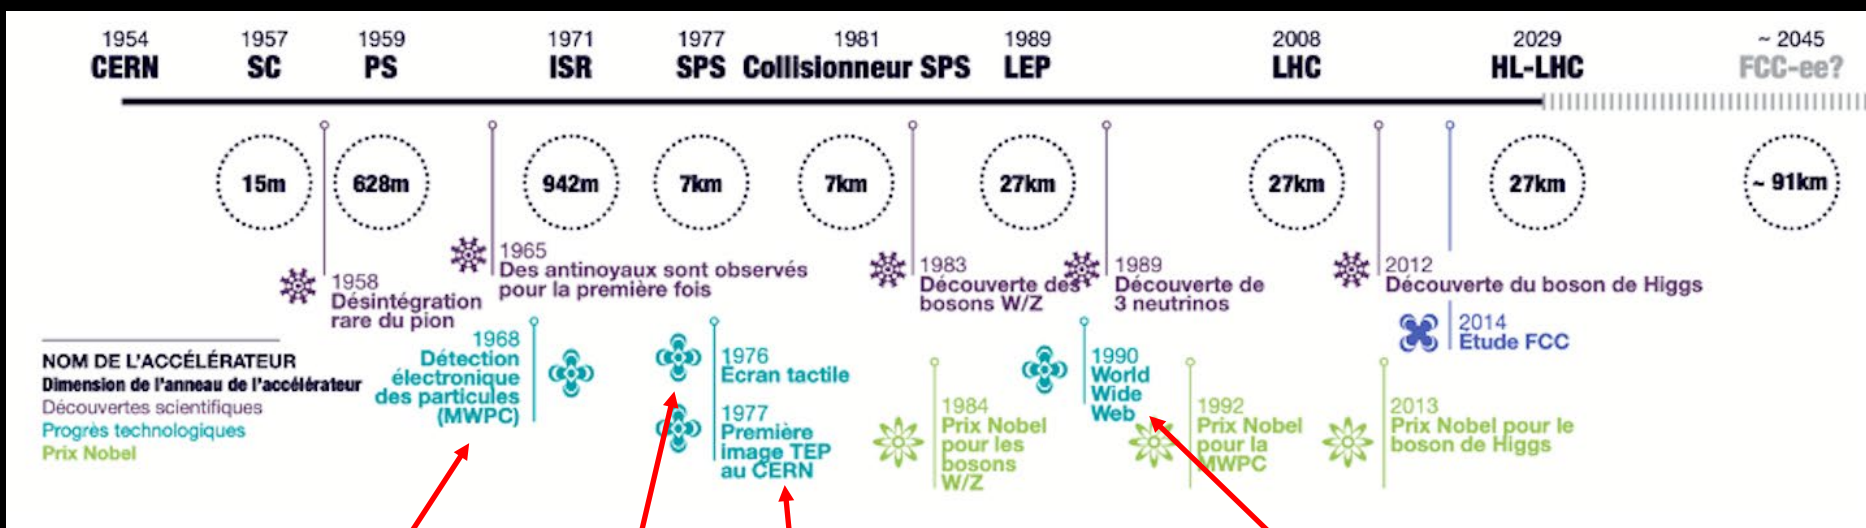 1954
CERN
1957
SC
1959
PS
1971
ISR
1977
SPS
1981
Collisionneur SPS
1989
LEP
2008
LHC
2029
HL-LHC
~ 2045
FCC-ee?
15m
628m
942m
7km
7km
27km
27km
27km
~ 91km
1958
Désintégration
rare du pion
1965
Des antinoyaux sont observés
pour la première fois
1983
Découverte des
bosons W/Z
1989
Découverte de
3 neutrinos
2012
Découverte du boson de Higgs
2014
Etude FCC
1968
Détection
électronique
des particules
(MWPC)
1976
Ecran tactile
1977
Première
image TEP
au CERN
1990
World
Wide
Web
1984
Prix Nobel
pour les
bosons
W/Z
1992
Prix Nobel
pour la
MWPC
2013
Prix Nobel pour le
boson de Higgs
NOM DE L'ACCÉLÉRATEUR
Dimension de l'anneau de l'accélérateur
Découvertes scientifiques
Progrès technologiques
Prix Nobel